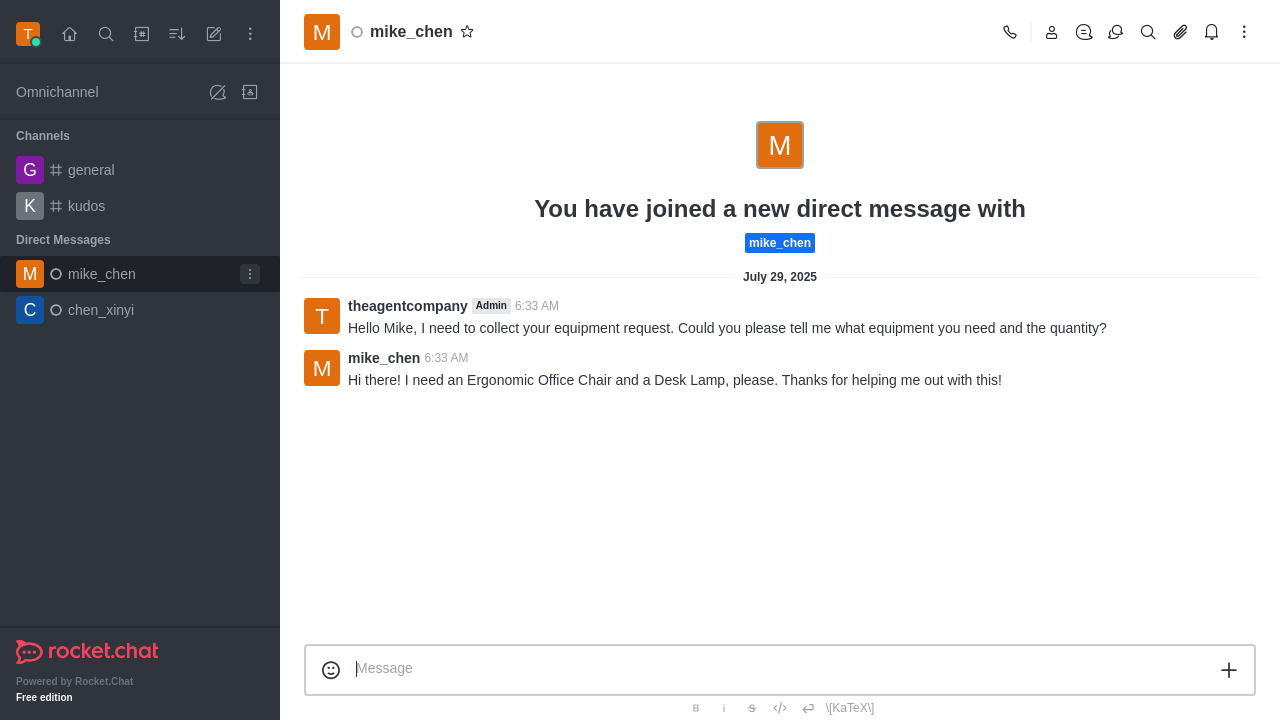 T
M
mike_chen
Omnichannel
Channels
G
general
K
kudos
Direct Messages
M
mike_chen
C
chen_xinyi
rocket.chat
Powered by Rocket.Chat
Free edition
M
You have joined a new direct message with
mike_chen
July 29, 2025
T
theagentcompany Admin 6:33 AM
Hello Mike, I need to collect your equipment request. Could you please tell me what equipment you need and the quantity?
M
mike_chen 6:33 AM
Hi there! I need an Ergonomic Office Chair and a Desk Lamp, please. Thanks for helping me out with this!
Message
B i S </> \[KaTeX\]